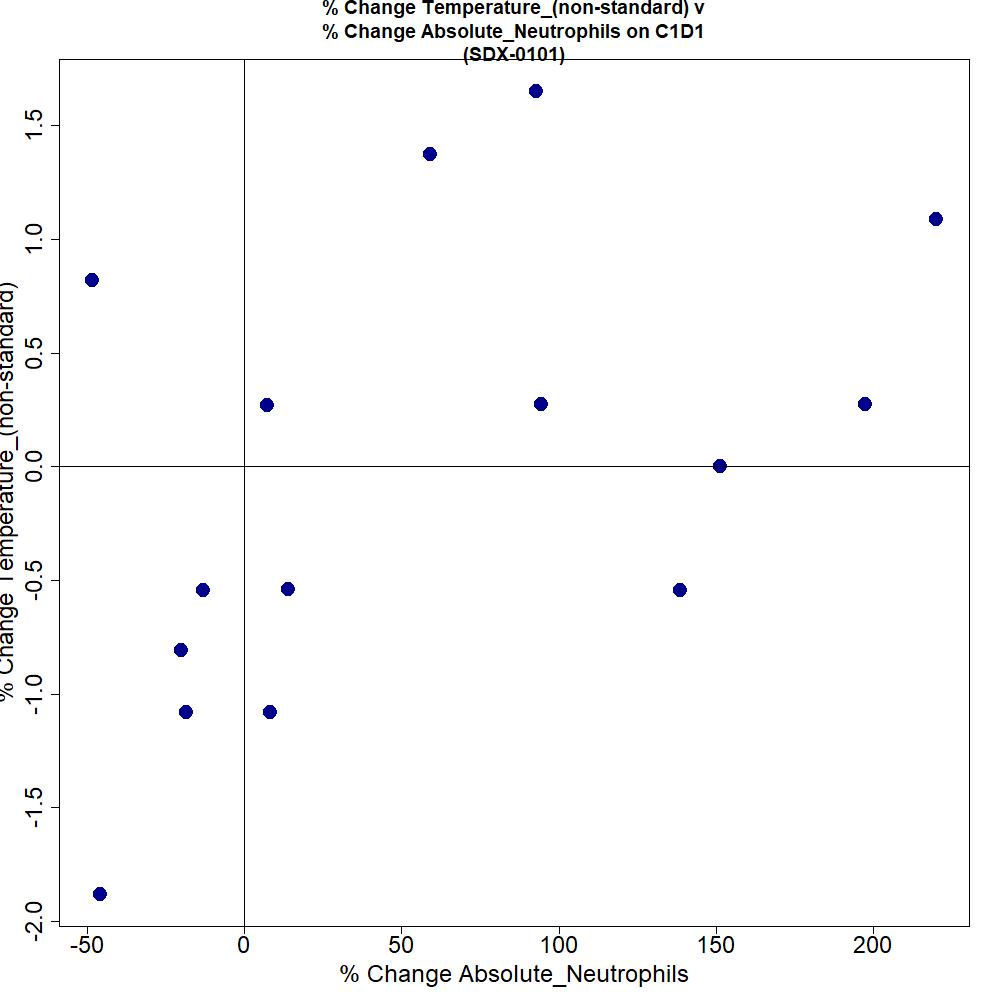 % Change Temperature_(non-standard) v
% Change Absolute_Neutrophils on C1D1
(SDX-0101)
% Change Temperature_(non-standard)
1.5
1.0
0.5
0.0
-0.5
-1.0
-1.5
-2.0
-50 0 50 100 150 200
% Change Absolute_Neutrophils